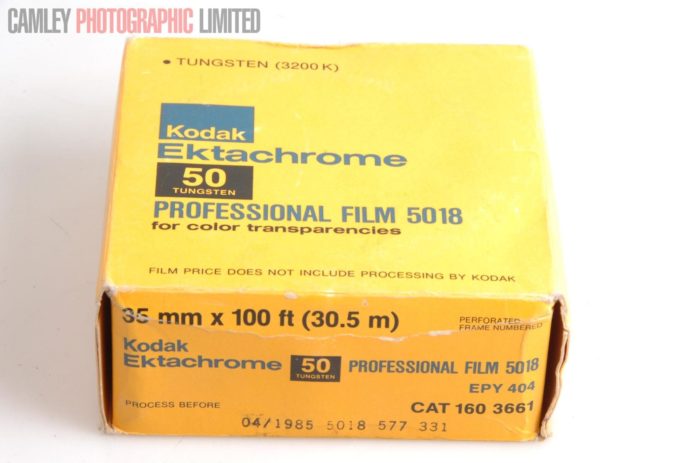 CAMLEY PHOTOGRAPHIC LIMITED
• TUNGSTEN (3200 K)
Kodak
Ektachrome
50
TUNGSTEN
PROFESSIONAL FILM 5018
for color transparencies
FILM PRICE DOES NOT INCLUDE PROCESSING BY KODAK
35 mm x 100 ft (30.5 m)
PERFORATED
FRAME NUMBERED
Kodak
Ektachrome 50 PROFESSIONAL FILM 5018
TUNGSTEN
EPY 404
PROCESS BEFORE
CAT 160 3661
04/1985 5018 577 331